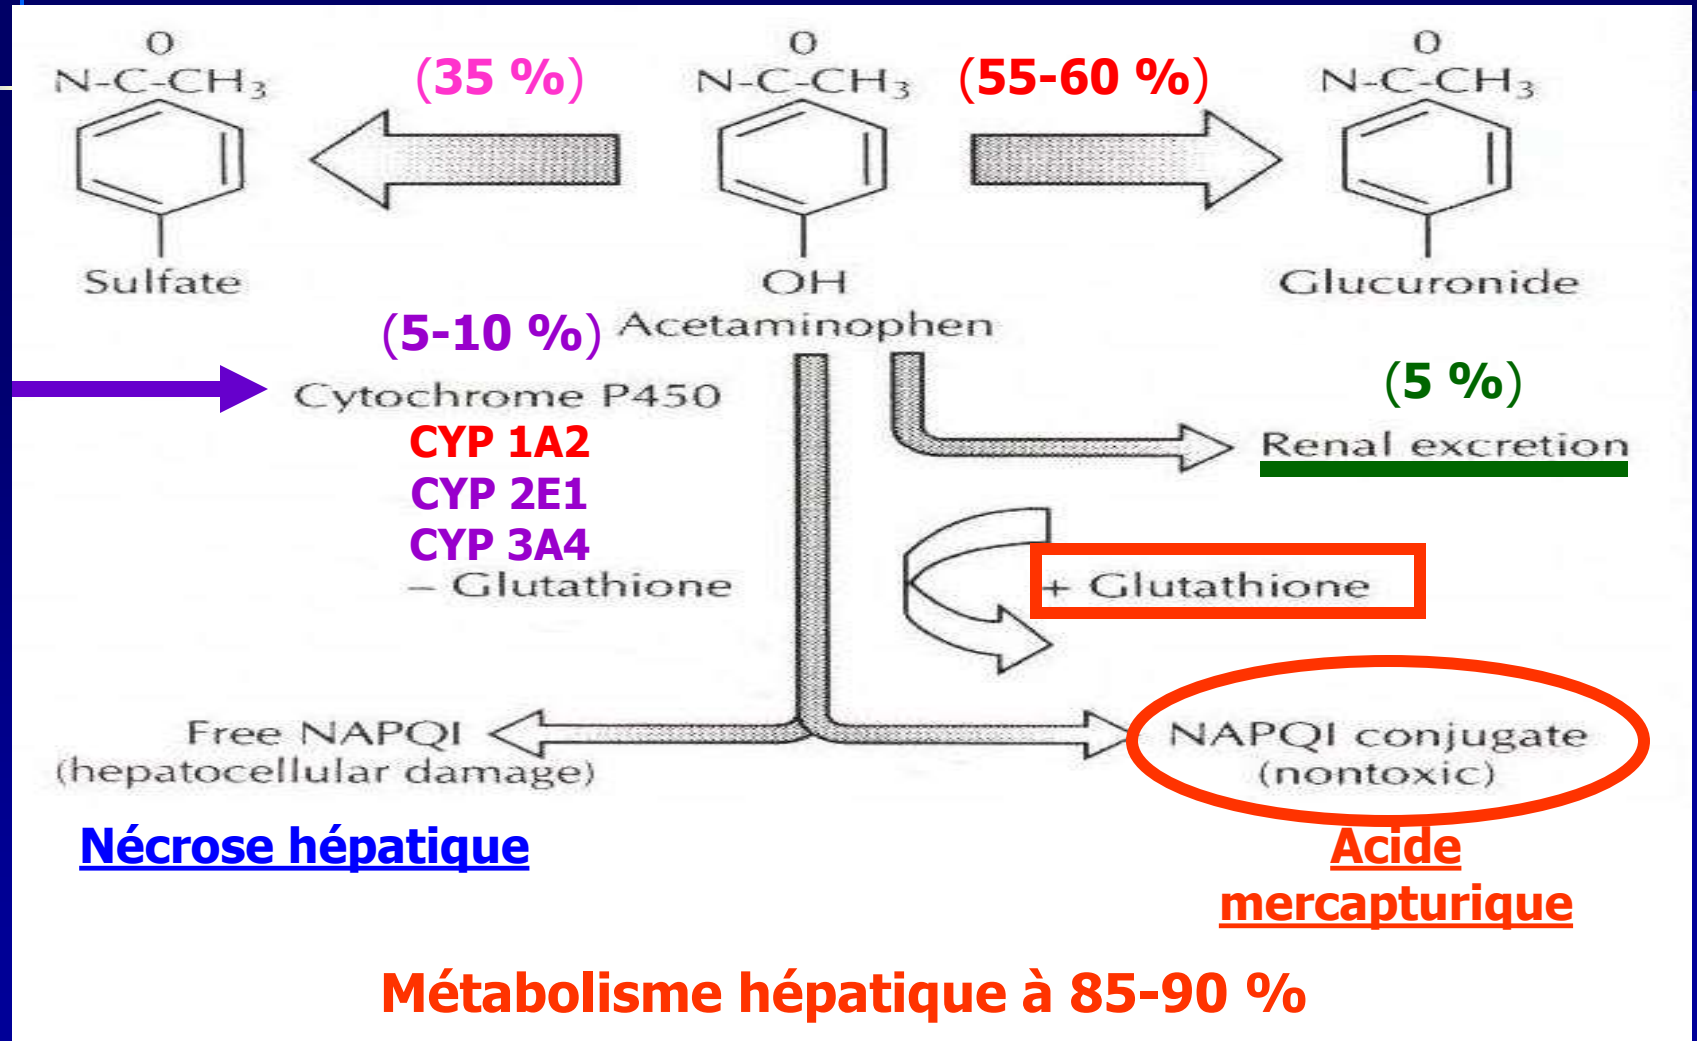 O O O
N-C-CH3 (35 %) N-C-CH3 (55-60 %) N-C-CH3
Sulfate OH Glucuronide
(5-10 %) Acetaminophen
(5 %)
Cytochrome P450
CYP 1A2 Renal excretion
CYP 2E1
CYP 3A4
– Glutathione + Glutathione
Free NAPQI NAPQI conjugate
(hepatocellular damage) (nontoxic)
Nécrose hépatique Acide
mercapturique
Métabolisme hépatique à 85-90 %